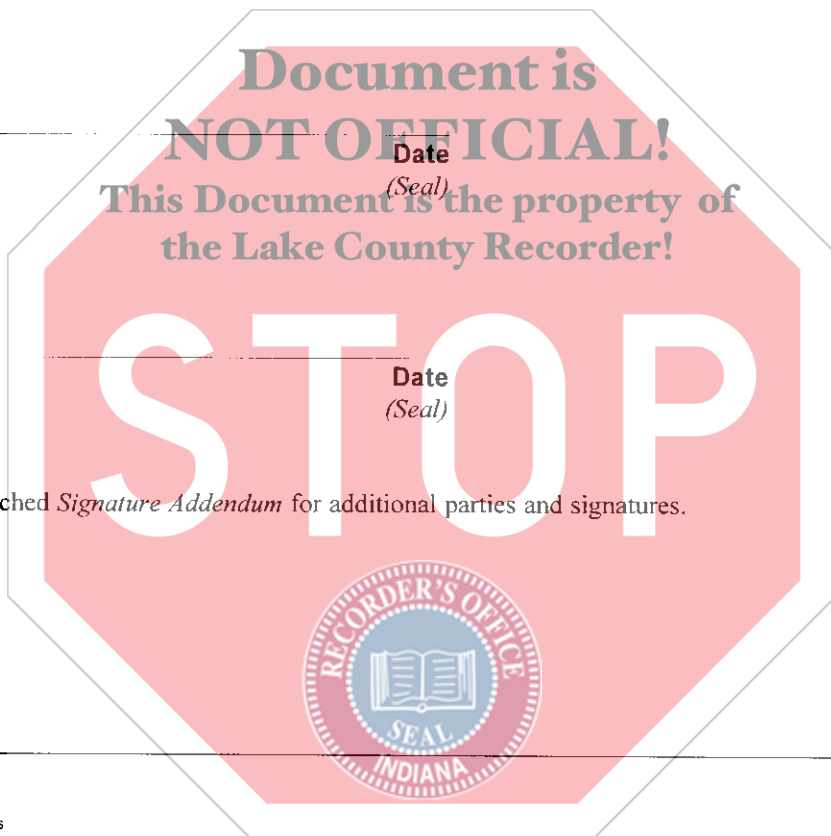 Document is
NOT OFFICIAL!
Date
(Seal)
This Document is the property of
the Lake County Recorder!
STOP
Date
(Seal)
ched Signature Addendum for additional parties and signatures.
RECORDER'S OFFICE
SEAL
INDIANA
s